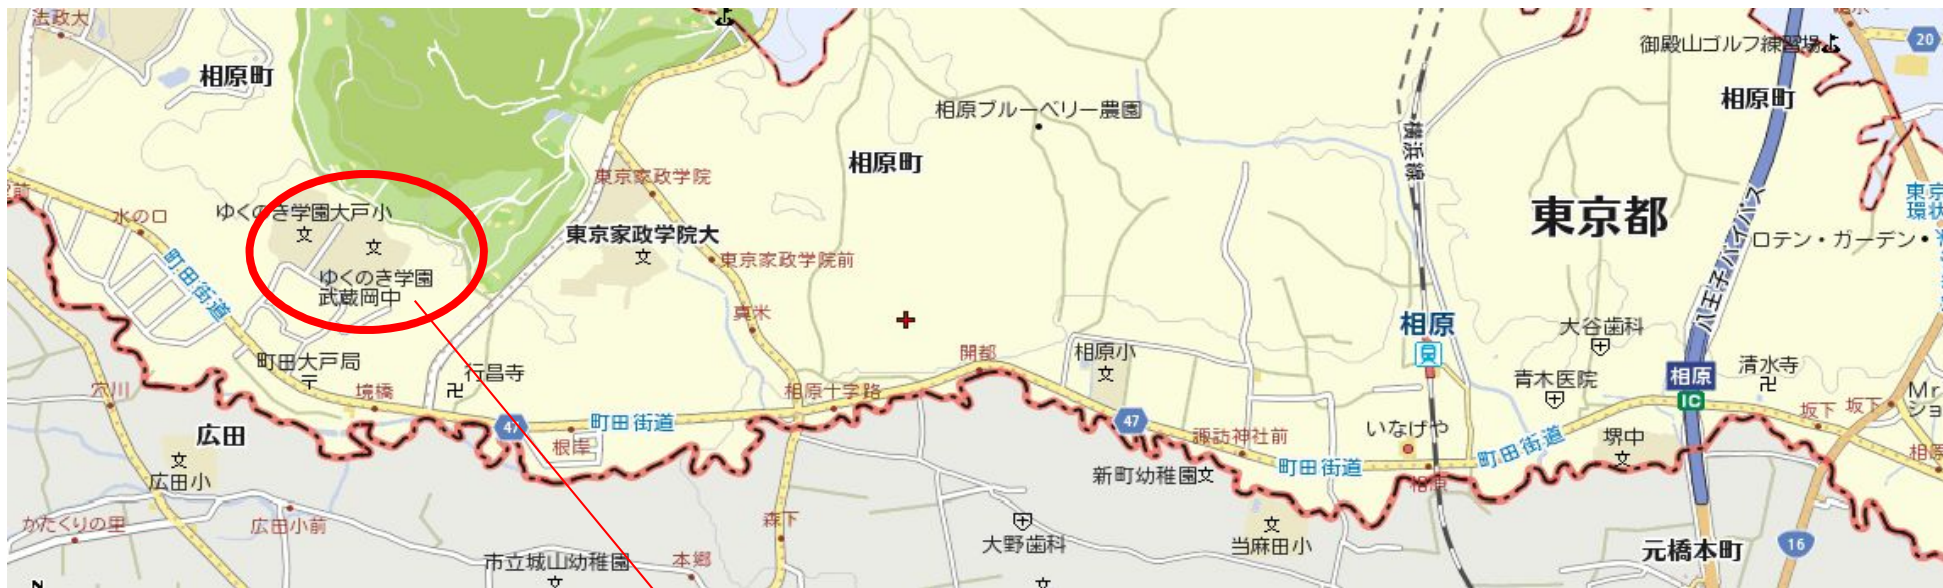 法政大
相原町
御殿山ゴルフ練習場
20
相原町
相原ブルーベリー農園
横浜線
相原町
東京家政学院
水の口
ゆくのき学園大戸小
東京都
東京家政学院大
東京家政学院前
ロテン・ガーデン
町田街道
ゆくのき学園
武蔵岡中
八王子バイパス
真米
相原
大谷歯科
町田大戸局
行昌寺
開都
相原小
青木医院
相原
IC
清水寺
穴川
境橋
相原十字路
坂下
坂下
47
町田街道
47
広田
根岸
諏訪神社前
いなげや
堺中
町田街道
町田街道
広田小
新町幼稚園
相原
かたくりの里
広田小前
森下
大野歯科
当麻田小
元橋本町
16
市立城山幼稚園
本郷